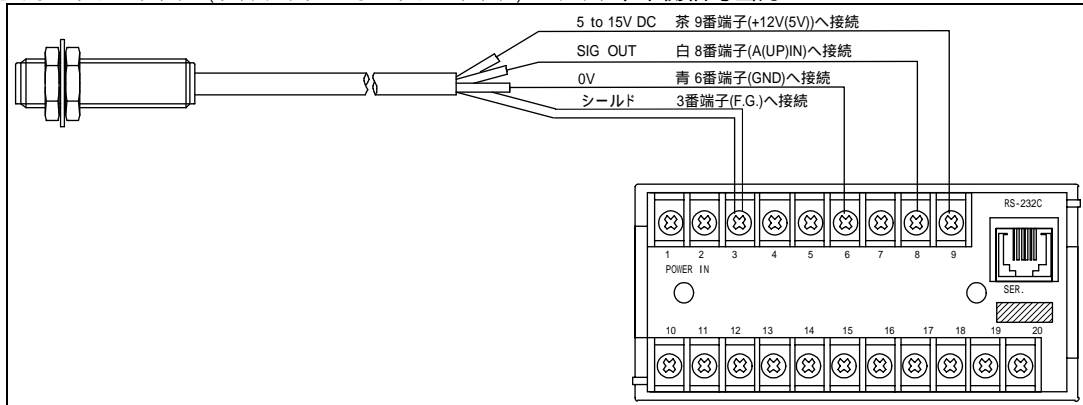 5 to 15V DC 茶 9番端子(+12V(5V))へ接続
SIG OUT 白 8番端子(A(UP)IN)へ接続
0V 青 6番端子(GND)へ接続
シールド 3番端子(F.G.)へ接続
RS-232C
1 2 3 4 5 6 7 8 9
POWER IN
SER.
10 11 12 13 14 15 16 17 18 19 20